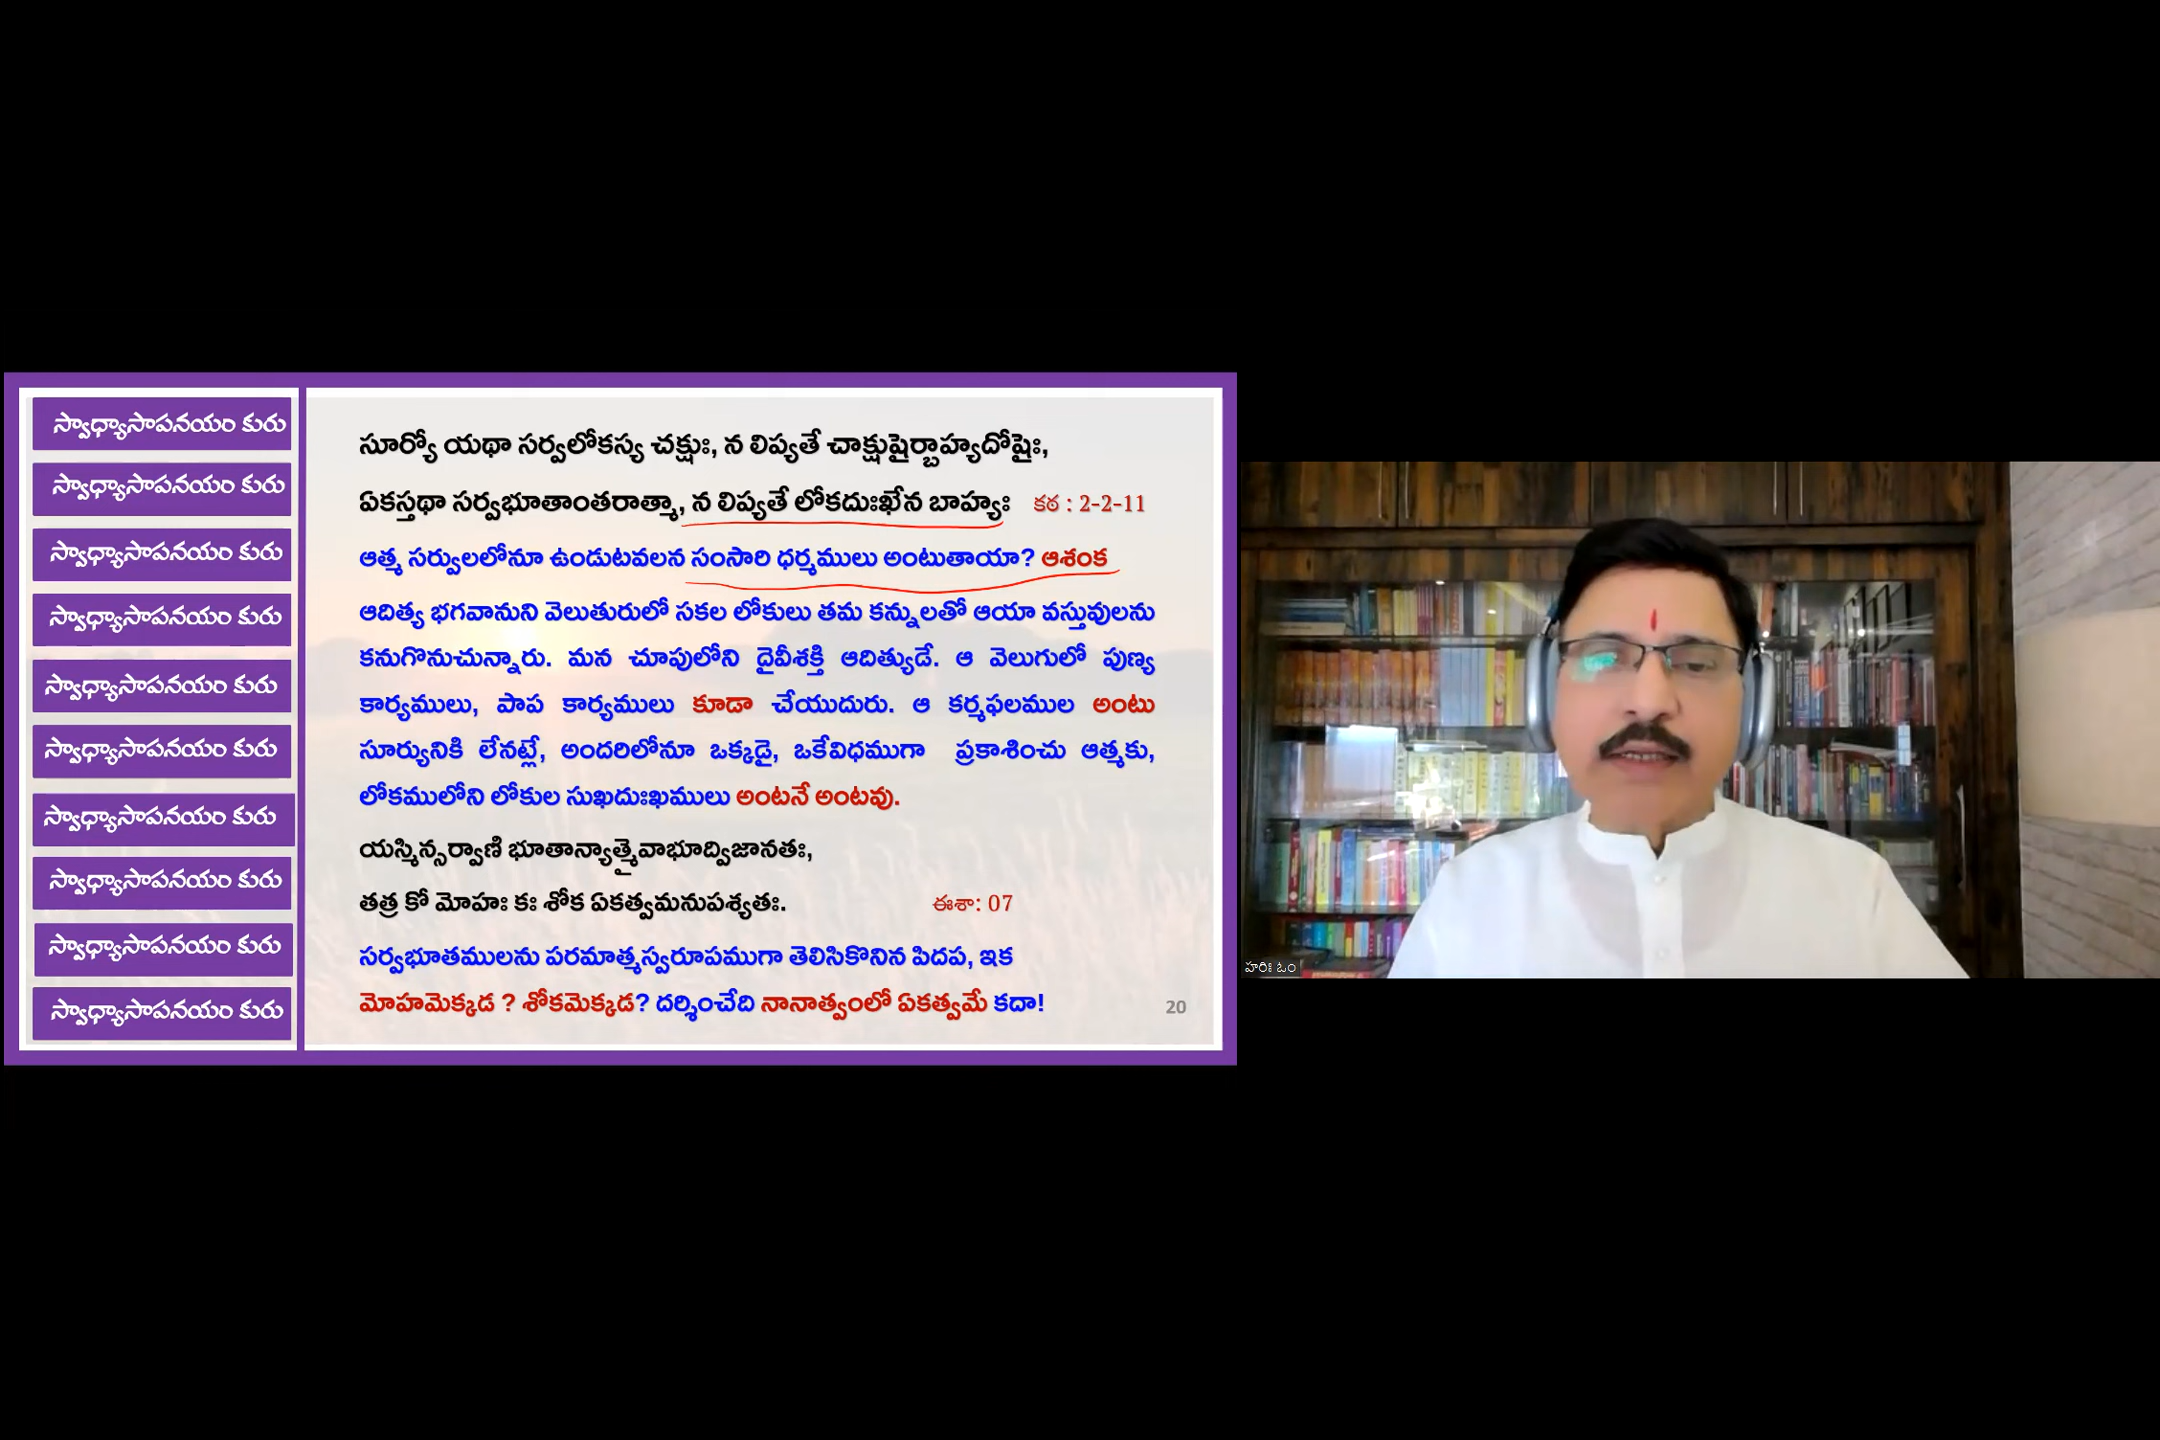 స్వాధ్యాసాపనయం కురు
స్వాధ్యాసాపనయం కురు
స్వాధ్యాసాపనయం కురు
స్వాధ్యాసాపనయం కురు
స్వాధ్యాసాపనయం కురు
స్వాధ్యాసాపనయం కురు
స్వాధ్యాసాపనయం కురు
స్వాధ్యాసాపనయం కురు
స్వాధ్యాసాపనయం కురు
స్వాధ్యాసాపనయం కురు
సూర్యో యథా సర్వలోకస్య చక్షుః, న లిప్యతే చాక్షుషైర్బాహ్యదోషైః,
ఏకస్తథా సర్వభూతాంతరాత్మా, న లిప్యతే లోకదుఃఖేన బాహ్యః కఠ : 2-2-11
ఆత్మ సర్వులలోనూ ఉండుటవలన సంసారి ధర్మములు అంటుతాయా? ఆశంక
ఆదిత్య భగవానుని వెలుతురులో సకల లోకులు తమ కన్నులతో ఆయా వస్తువులను
కనుగొనుచున్నారు. మన చూపులోని దైవీశక్తి ఆదిత్యుడే. ఆ వెలుగులో పుణ్య
కార్యములు, పాప కార్యములు కూడా చేయుదురు. ఆ కర్మఫలముల అంటు
సూర్యునికి లేనట్లే, అందరిలోనూ ఒక్కడై, ఒకేవిధముగా ప్రకాశించు ఆత్మకు,
లోకములోని లోకుల సుఖదుఃఖములు అంటనే అంటవు.
యస్మిన్సర్వాణి భూతాన్యాత్మైవాభూద్విజానతః,
తత్ర కో మోహః కః శోక ఏకత్వమనుపశ్యతః. ఈశా: 07
సర్వభూతములను పరమాత్మస్వరూపముగా తెలిసికొనిన పిదప, ఇక
మోహమెక్కడ ? శోకమెక్కడ? దర్శించేది నానాత్వంలో ఏకత్వమే కదా!
20
హరిః ఓం